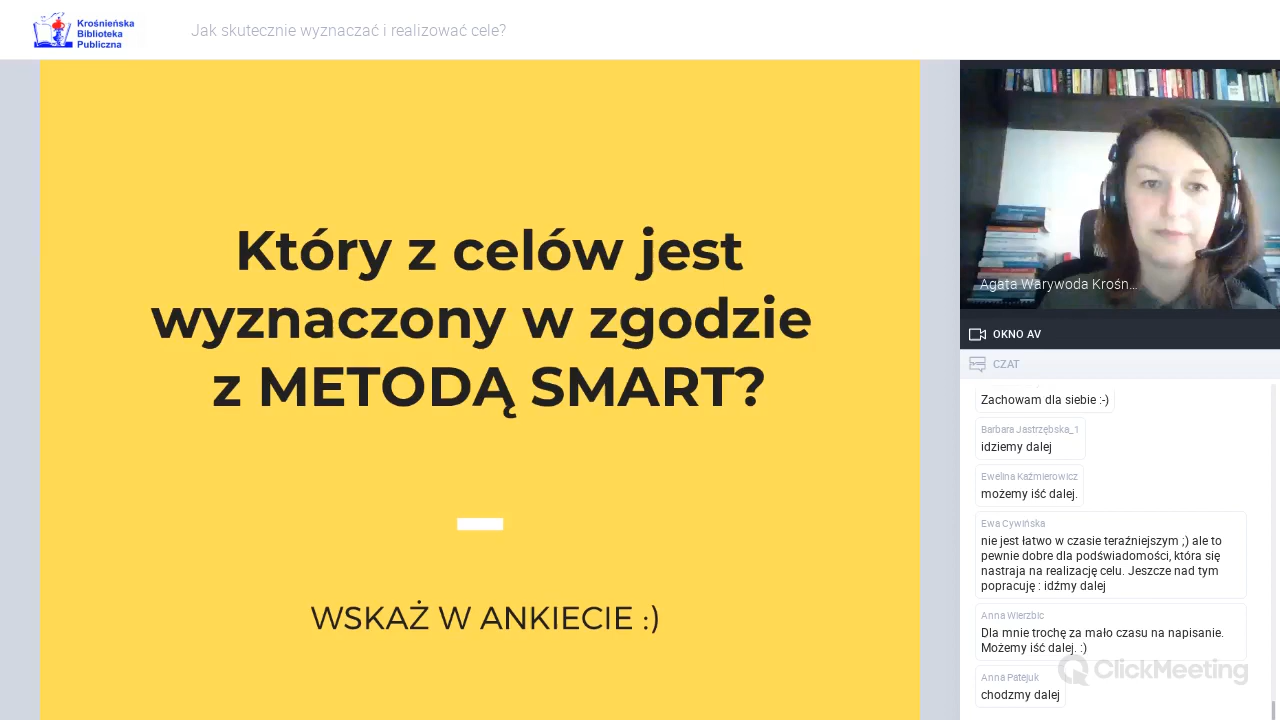 Krośnieńska
Biblioteka
Publiczna
Jak skutecznie wyznaczać i realizować cele?
Który z celów jest
wyznaczony w zgodzie
z METODĄ SMART?
WSKAŻ W ANKIECIE :)
Agata Warywoda Krośn...
OKNO AV
CZAT
Zachowam dla siebie :-)
Barbara Jastrzębska_1
idziemy dalej
Ewelina Kaźmierowicz
możemy iść dalej.
Ewa Cywińska
nie jest łatwo w czasie teraźniejszym ;) ale to
pewnie dobre dla podświadomości, która się
nastraja na realizację celu. Jeszcze nad tym
popracuję : idźmy dalej
Anna Wierzbic
Dla mnie trochę za mało czasu na napisanie.
Możemy iść dalej. :)
ClickMeeting
Anna Patejuk
chodzmy dalej